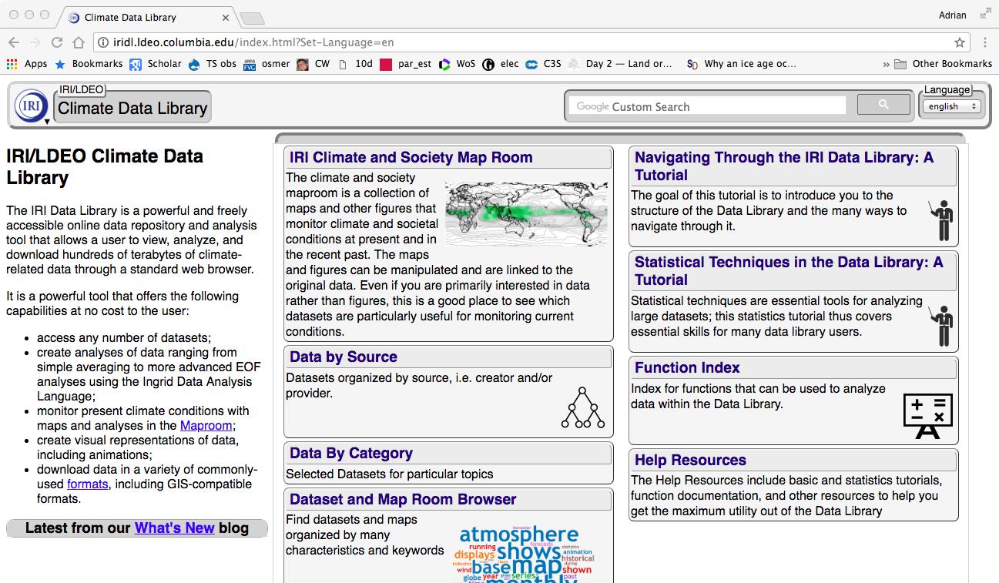 Climate Data Library
Adrian
iridl.ldeo.columbia.edu/index.html?Set-Language=en
Apps Bookmarks Scholar TS obs osmer CW 10d par_est WoS elec C3S Day 2 — Land or... Why an ice age oc... » Other Bookmarks
IRI
IRI/LDEO
Climate Data Library
Google Custom Search
Language
english
IRI/LDEO Climate Data
Library
The IRI Data Library is a powerful and freely
accessible online data repository and analysis
tool that allows a user to view, analyze, and
download hundreds of terabytes of climate-
related data through a standard web browser.
It is a powerful tool that offers the following
capabilities at no cost to the user:
• access any number of datasets;
• create analyses of data ranging from
simple averaging to more advanced EOF
analyses using the Ingrid Data Analysis
Language;
• monitor present climate conditions with
maps and analyses in the Maproom;
• create visual representations of data,
including animations;
• download data in a variety of commonly-
used formats, including GIS-compatible
formats.
Latest from our What's New blog
IRI Climate and Society Map Room
The climate and society
maproom is a collection of
maps and other figures that
monitor climate and societal
conditions at present and in
the recent past. The maps
and figures can be manipulated and are linked to the
original data. Even if you are primarily interested in data
rather than figures, this is a good place to see which
datasets are particularly useful for monitoring current
conditions.
Data by Source
Datasets organized by source, i.e. creator and/or
provider.
Data By Category
Selected Datasets for particular topics
Dataset and Map Room Browser
Find datasets and maps
organized by many
characteristics and keywords
atmosphere
running forecasts statistics
displays shows animation
indicates historical
base map during
wind shown
globe year series past
monthly
time
Navigating Through the IRI Data Library: A
Tutorial
The goal of this tutorial is to introduce you to the
structure of the Data Library and the many ways to
navigate through it.
Statistical Techniques in the Data Library: A
Tutorial
Statistical techniques are essential tools for analyzing
large datasets; this statistics tutorial thus covers
essential skills for many data library users.
Function Index
Index for functions that can be used to analyze
data within the Data Library.
Help Resources
The Help Resources include basic and statistics tutorials,
function documentation, and other resources to help you
get the maximum utility out of the Data Library